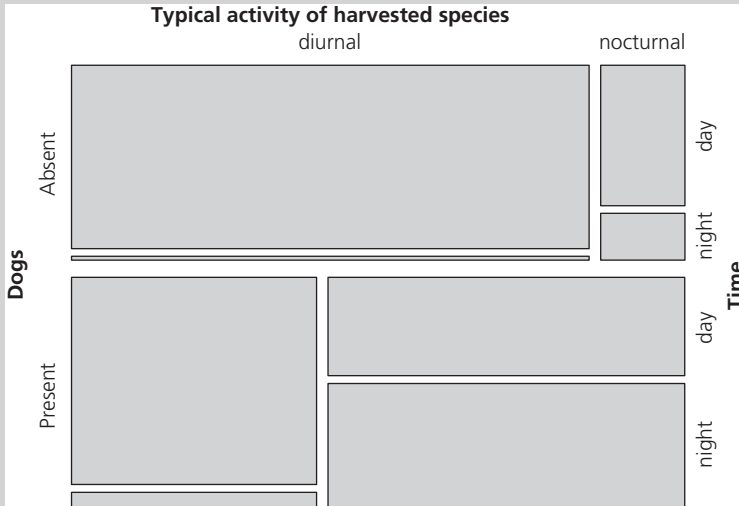 Typical activity of harvested species
diurnal nocturnal
Absent
day
night
Dogs
Time
Present
day
night